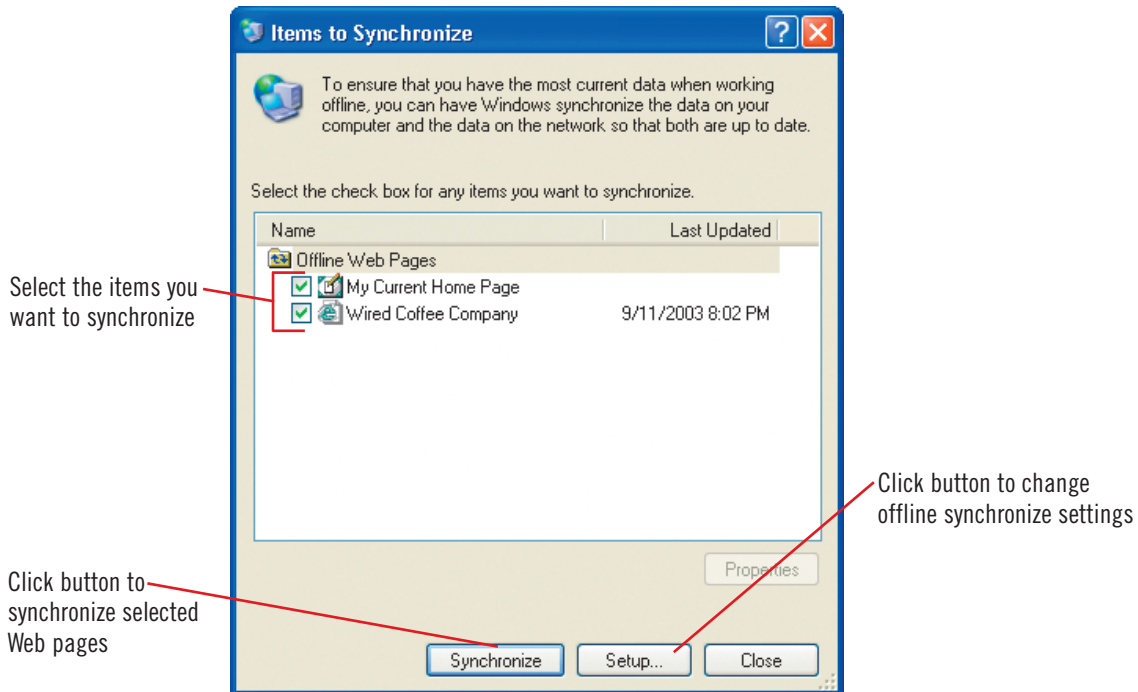 Items to Synchronize
To ensure that you have the most current data when working
offline, you can have Windows synchronize the data on your
computer and the data on the network so that both are up to date.
Select the check box for any items you want to synchronize.
Name Last Updated
Offline Web Pages
My Current Home Page
Wired Coffee Company 9/11/2003 8:02 PM
Select the items you
want to synchronize
Click button to change
offline synchronize settings
Properties
Click button to
synchronize selected
Web pages
Synchronize Setup... Close